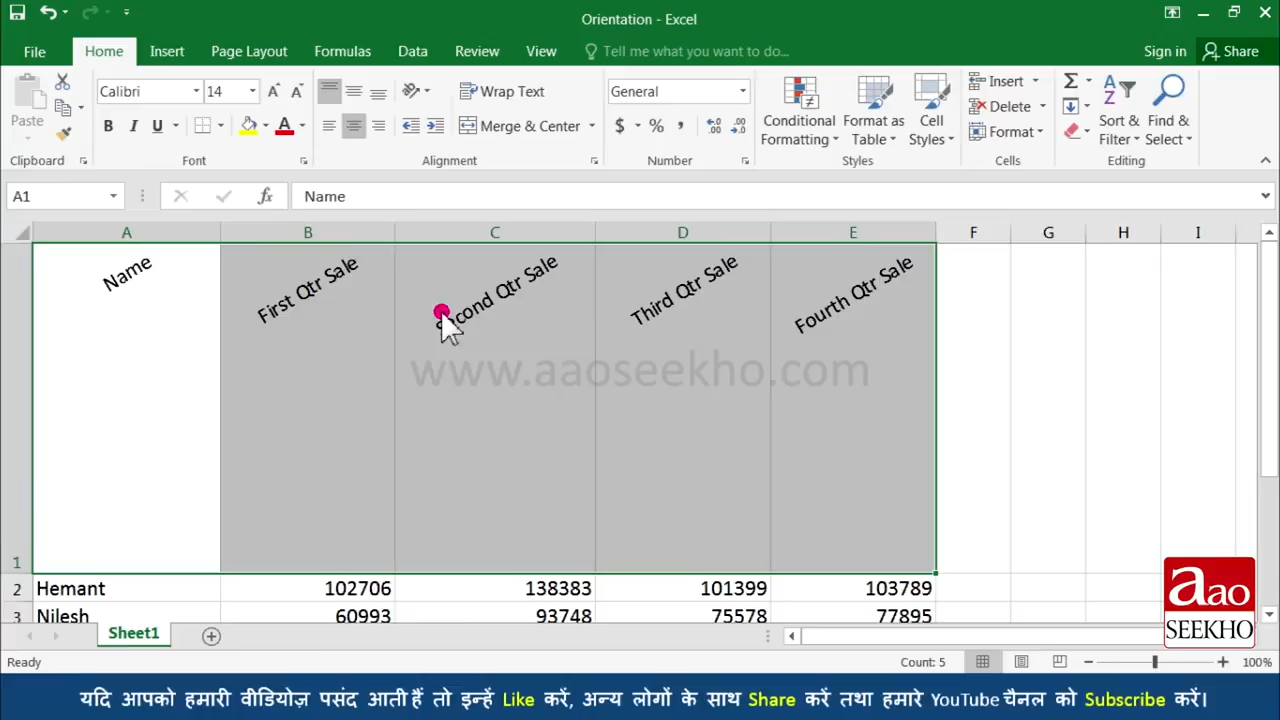 Orientation - Excel
File Home Insert Page Layout Formulas Data Review View Tell me what you want to do... Sign in Share
Paste Calibri 14 Wrap Text General Conditional Formatting Format as Table Cell Styles Insert Sort & Filter Find & Select
B I U Merge & Center $ % , Delete
Format
Clipboard Font Alignment Number Styles Cells Editing
A1 fx Name
A B C D E F G H I
Name First Qtr Sale Second Qtr Sale Third Qtr Sale Fourth Qtr Sale
www.aaoseekho.com
1
2 Hemant 102706 138383 101399 103789
3 Nilesh 60993 93748 75578 77895
aao
SEEKHO
Sheet1
Ready Count: 5 100%
यदि आपको हमारी वीडियोज़ पसंद आती हैं तो इन्हें Like करें, अन्य लोगों के साथ Share करें तथा हमारे YouTube चैनल को Subscribe करें।